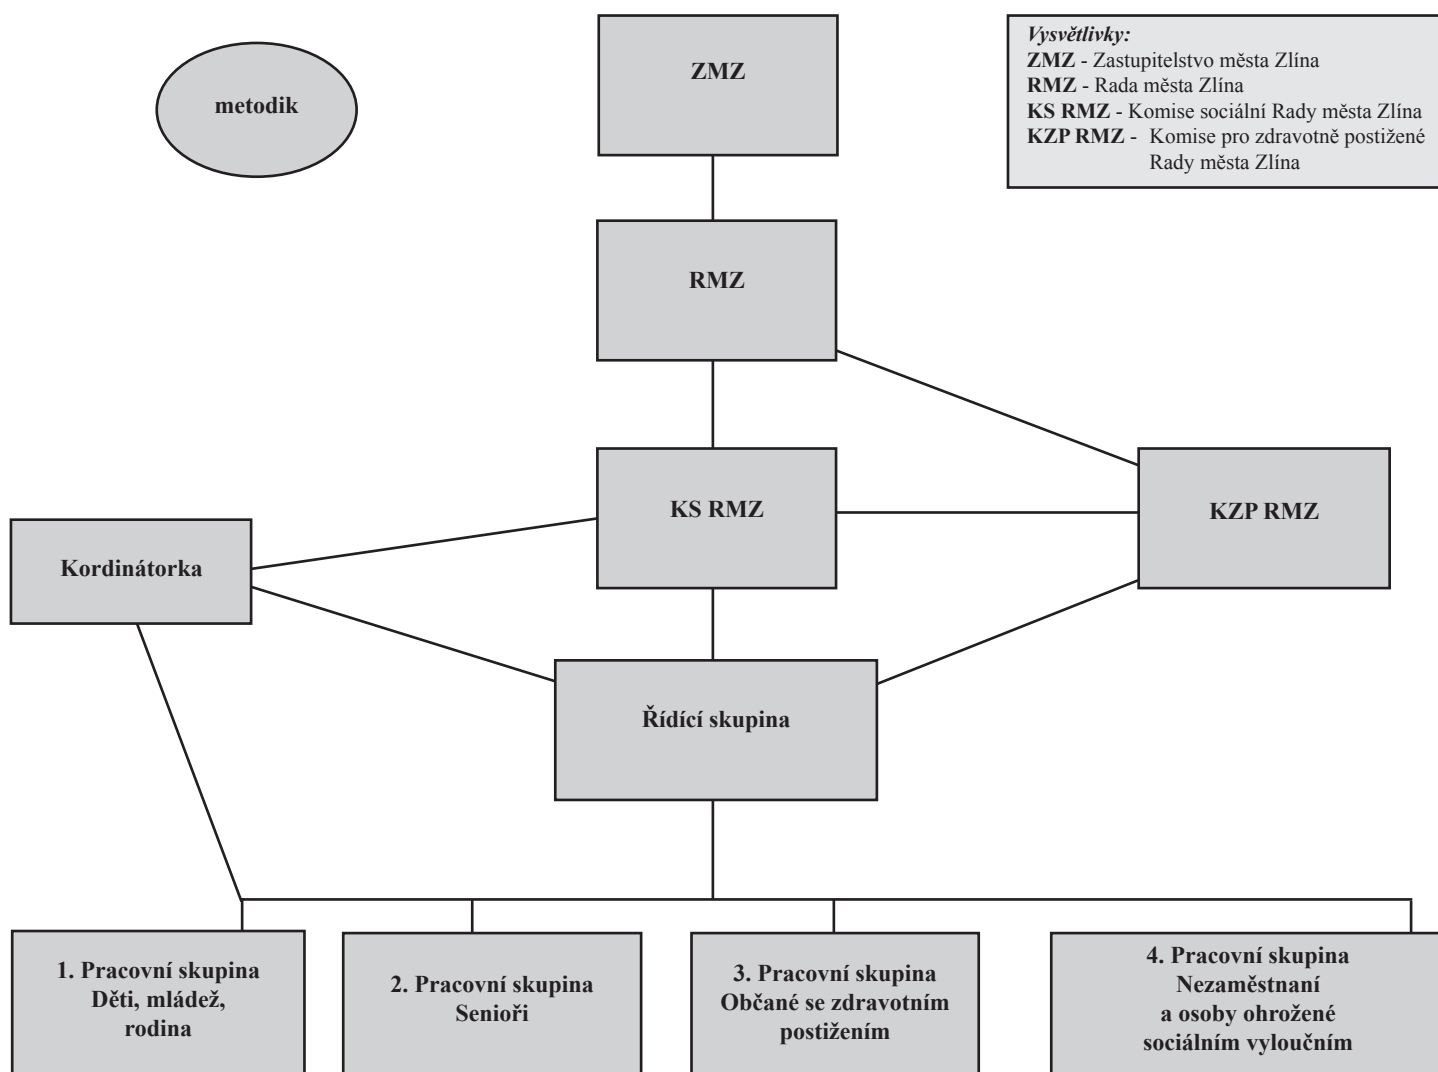 metodik
ZMZ
Vysvětlivky:
ZMZ - Zastupitelstvo města Zlína
RMZ - Rada města Zlína
KS RMZ - Komise sociální Rady města Zlína
KZP RMZ - Komise pro zdravotně postižené
Rady města Zlína
RMZ
KS RMZ
KZP RMZ
Kordinátorka
Řídící skupina
1. Pracovní skupina
Děti, mládež,
rodina
2. Pracovní skupina
Senioři
3. Pracovní skupina
Občané se zdravotním
postižením
4. Pracovní skupina
Nezaměstnaní
a osoby ohrožené
sociálním vyloučním